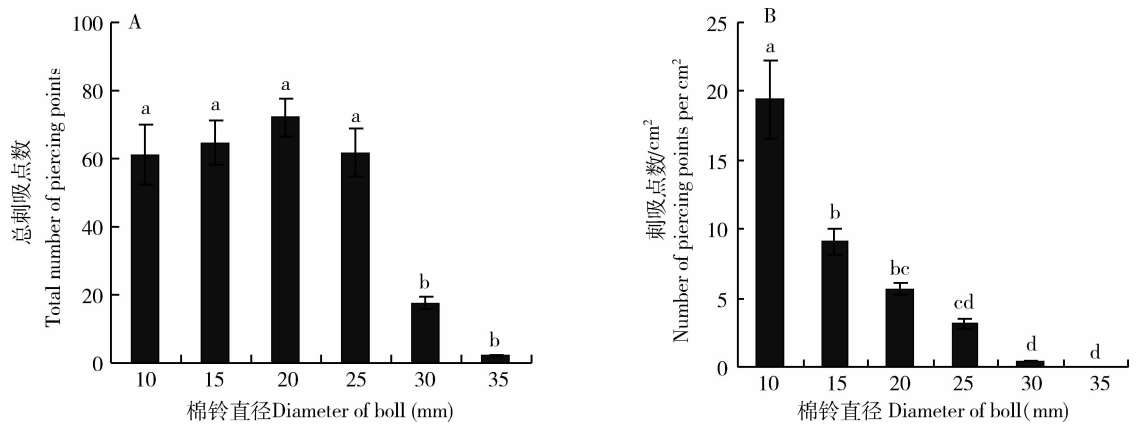 A
100
80
60
40
20
0
a
a
a
a
b
b
10 15 20 25 30 35
棉铃直径Diameter of boll (mm)
总刺吸点数
Total number of piercing points
B
25
20
15
10
5
0
a
b
bc
cd
d
d
10 15 20 25 30 35
棉铃直径 Diameter of boll(mm)
刺吸点数/cm²
Number of piercing points per cm²